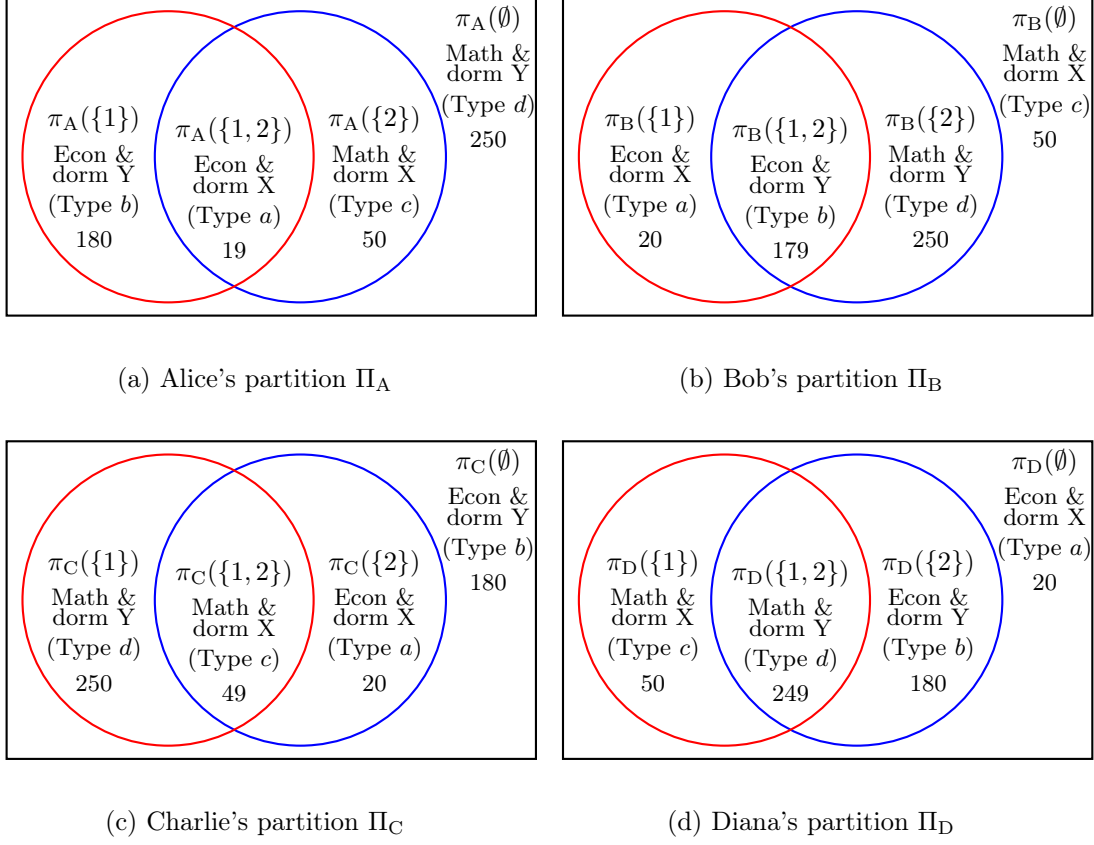 π_A(∅)
Math &
dorm Y
(Type d)
250
π_A({1})
Econ &
dorm Y
(Type b)
180
π_A({1, 2})
Econ &
dorm X
(Type a)
19
π_A({2})
Math &
dorm X
(Type c)
50
(a) Alice's partition Π_A
π_B(∅)
Math &
dorm X
(Type c)
50
π_B({1})
Econ &
dorm X
(Type a)
20
π_B({1, 2})
Econ &
dorm Y
(Type b)
179
π_B({2})
Math &
dorm Y
(Type d)
250
(b) Bob's partition Π_B
π_C(∅)
Econ &
dorm Y
(Type b)
180
π_C({1})
Math &
dorm Y
(Type d)
250
π_C({1, 2})
Math &
dorm X
(Type c)
49
π_C({2})
Econ &
dorm X
(Type a)
20
(c) Charlie's partition Π_C
π_D(∅)
Econ &
dorm X
(Type a)
20
π_D({1})
Math &
dorm X
(Type c)
50
π_D({1, 2})
Math &
dorm Y
(Type d)
249
π_D({2})
Econ &
dorm Y
(Type b)
180
(d) Diana's partition Π_D